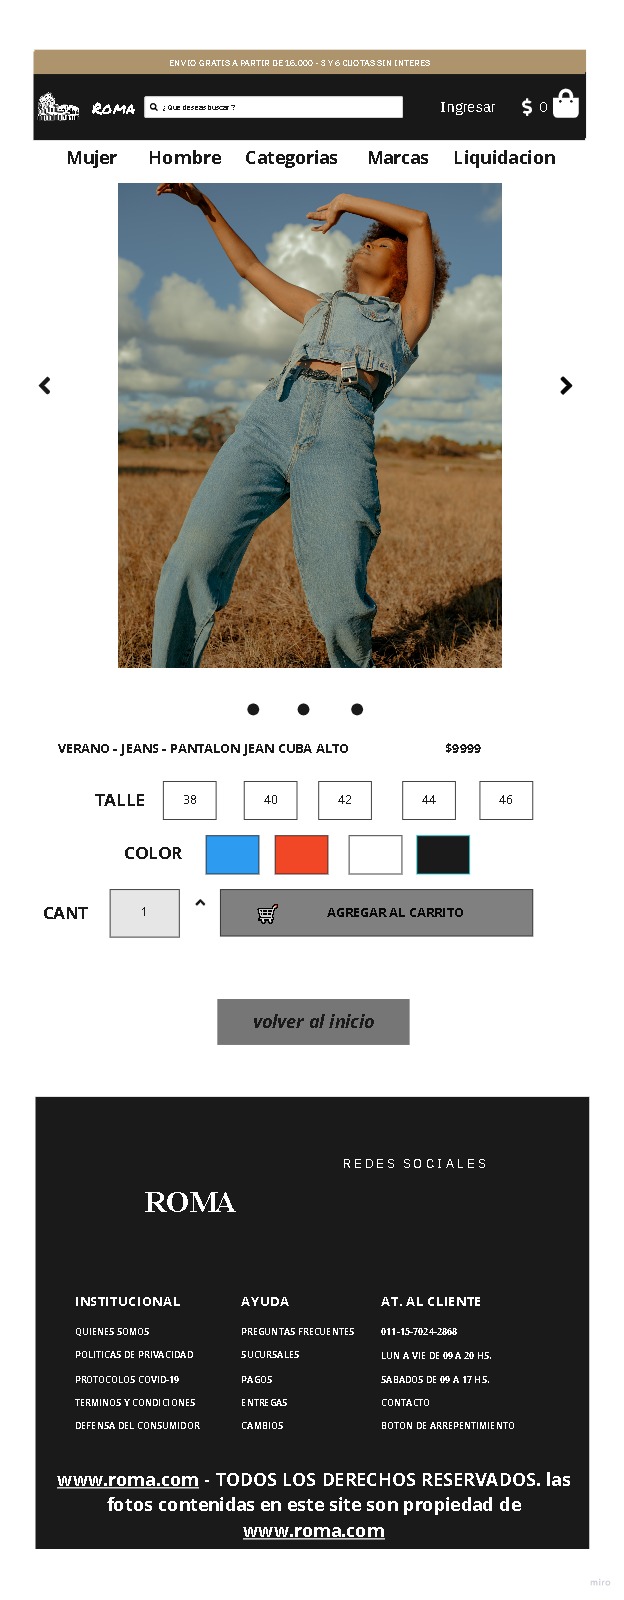 ENVIO GRATIS A PARTIR DE 16.000 - 3 Y 6 CUOTAS SIN INTERES
ROMA
¿ Que deseas buscar ?
Ingresar
$ 0
Mujer Hombre Categorias Marcas Liquidacion
VERANO - JEANS - PANTALON JEAN CUBA ALTO $9999
TALLE 38 40 42 44 46
COLOR
CANT 1 AGREGAR AL CARRITO
volver al inicio
REDES SOCIALES
ROMA
INSTITUCIONAL AYUDA AT. AL CLIENTE
QUIENES SOMOS PREGUNTAS FRECUENTES 011-15-7024-2868
POLITICAS DE PRIVACIDAD SUCURSALES LUN A VIE DE 09 A 20 HS.
PROTOCOLOS COVID-19 PAGOS SABADOS DE 09 A 17 HS.
TERMINOS Y CONDICIONES ENTREGAS CONTACTO
DEFENSA DEL CONSUMIDOR CAMBIOS BOTON DE ARREPENTIMIENTO
www.roma.com - TODOS LOS DERECHOS RESERVADOS. las
fotos contenidas en este site son propiedad de
www.roma.com
miro